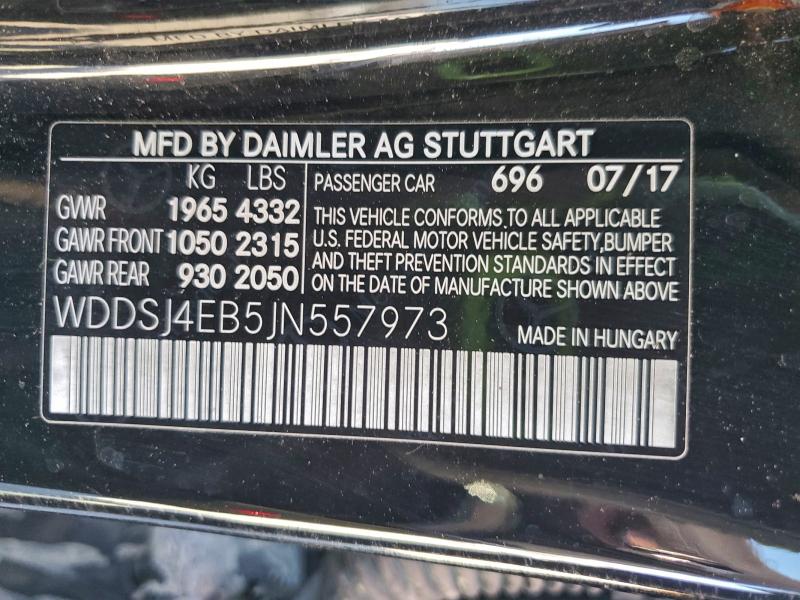 MFD BY DAIMLER AG STUTTGART
KG LBS
GVWR 1965 4332
GAWR FRONT 1050 2315
GAWR REAR 930 2050
PASSENGER CAR 696 07/17
THIS VEHICLE CONFORMS TO ALL APPLICABLE
U.S. FEDERAL MOTOR VEHICLE SAFETY,BUMPER
AND THEFT PREVENTION STANDARDS IN EFFECT
ON THE DATE OF MANUFACTURE SHOWN ABOVE
WDDSJ4EB5JN557973
MADE IN HUNGARY